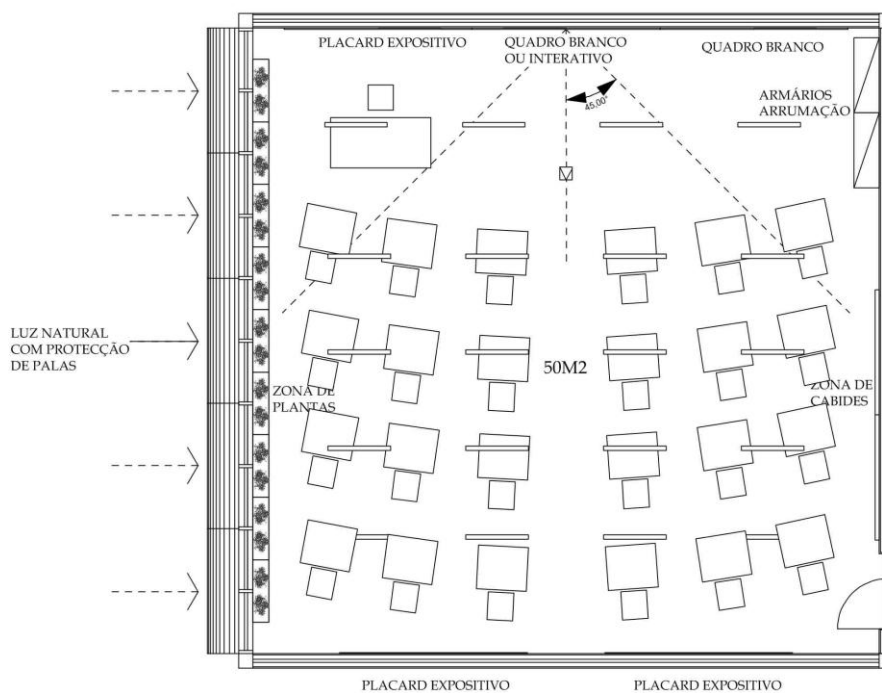 PLACARD EXPOSITIVO
QUADRO BRANCO
OU INTERATIVO
QUADRO BRANCO
45,00°
ARMÁRIOS
ARRUMAÇÃO
LUZ NATURAL
COM PROTECÇÃO
DE PALAS
50M2
ZONA DE
PLANTAS
ZONA DE
CABIDES
PLACARD EXPOSITIVO
PLACARD EXPOSITIVO